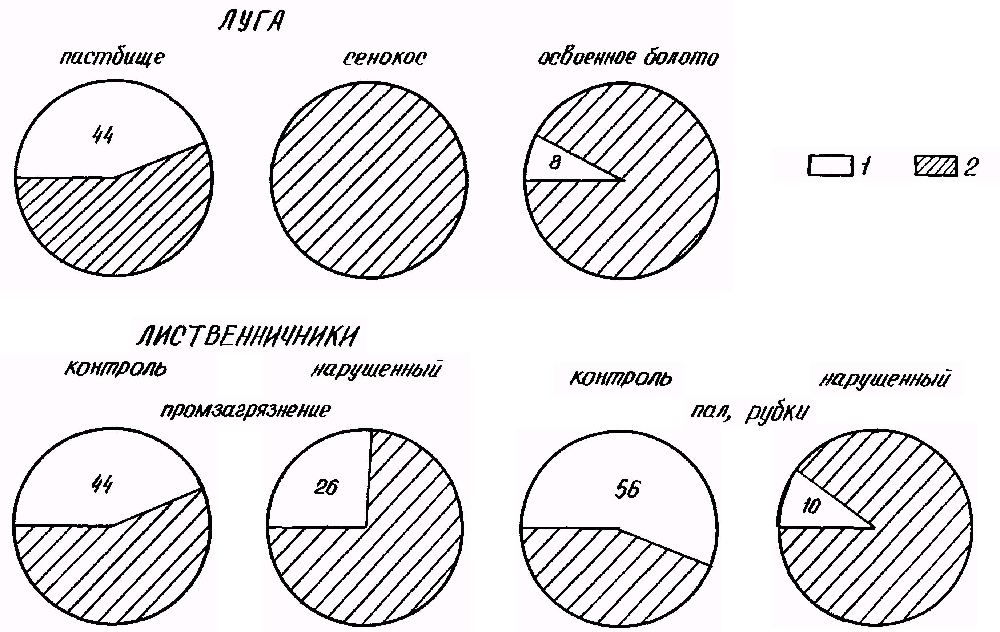 ЛУГА
пастбище сенокос освоенное болото
44
8
1 2
ЛИСТВЕННИЧНИКИ
контроль нарушенный контроль нарушенный
промзагрязнение пал, рубки
44 26 56 10